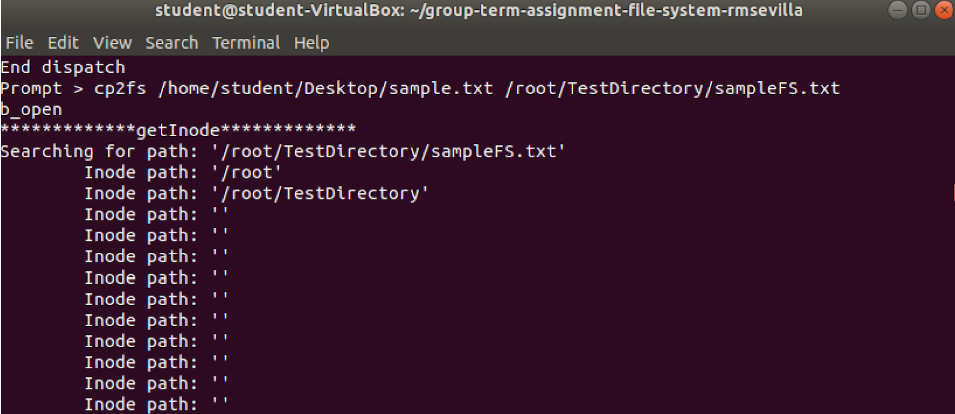 student@student-VirtualBox: ~/group-term-assignment-file-system-rmsevilla
File Edit View Search Terminal Help
End dispatch
Prompt > cp2fs /home/student/Desktop/sample.txt /root/TestDirectory/sampleFS.txt
b_open
*************getInode*************
Searching for path: '/root/TestDirectory/sampleFS.txt'
Inode path: '/root'
Inode path: '/root/TestDirectory'
Inode path: ''
Inode path: ''
Inode path: ''
Inode path: ''
Inode path: ''
Inode path: ''
Inode path: ''
Inode path: ''
Inode path: ''
Inode path: ''